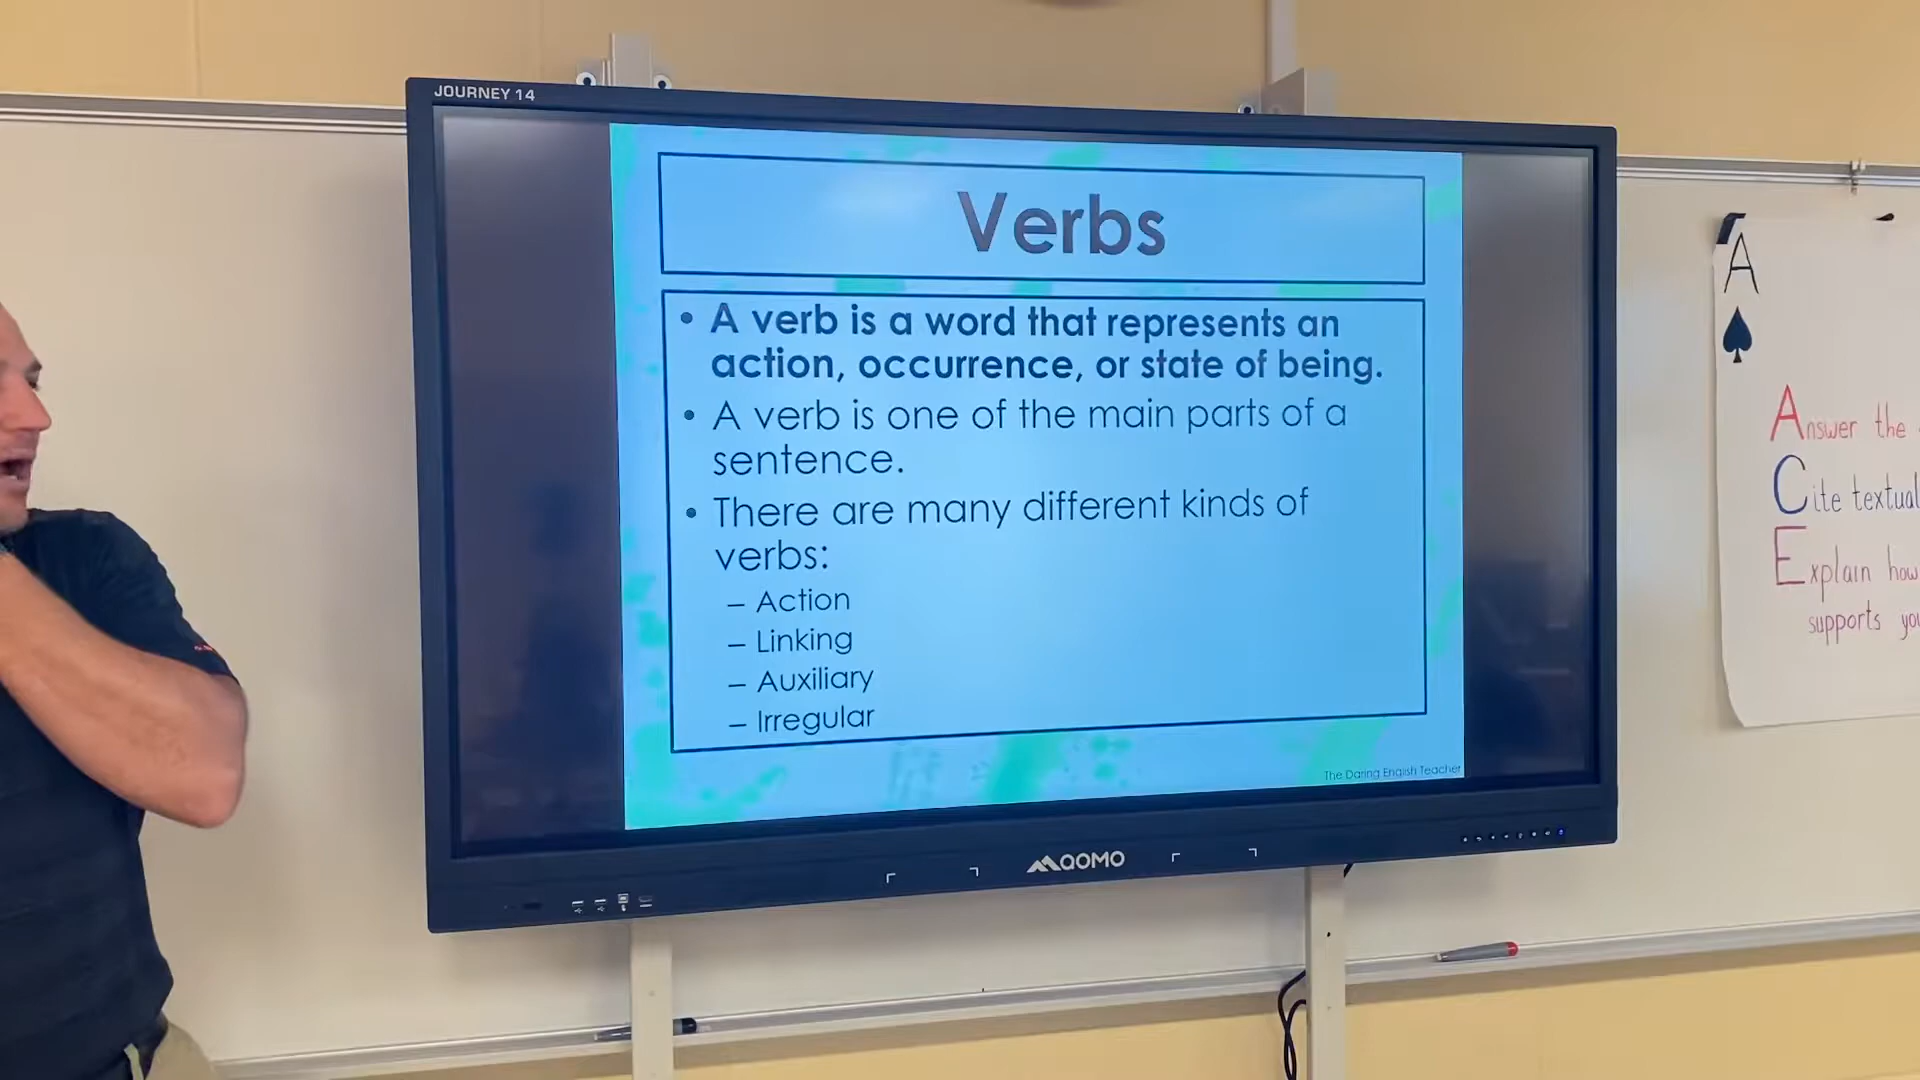 JOURNEY 14
Verbs
• A verb is a word that represents an
action, occurrence, or state of being.
• A verb is one of the main parts of a
sentence.
• There are many different kinds of
verbs:
– Action
– Linking
– Auxiliary
– Irregular
The Daring English Teacher
QOMO
A
Answer the
Cite textual
Explain how
supports